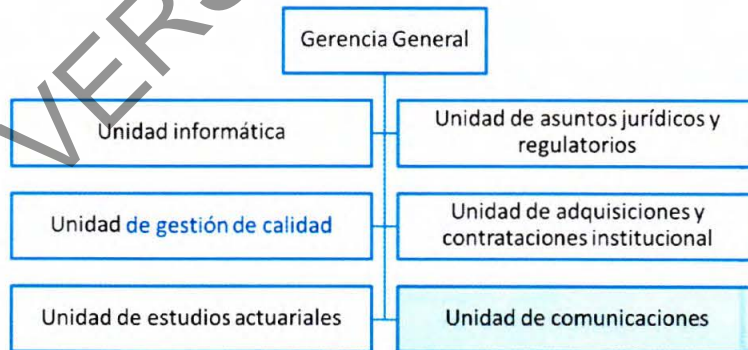 Gerencia General
Unidad informática
Unidad de asuntos jurídicos y
regulatorios
Unidad de gestión de calidad
Unidad de adquisiciones y
contrataciones institucional
Unidad de estudios actuariales
Unidad de comunicaciones
VERS